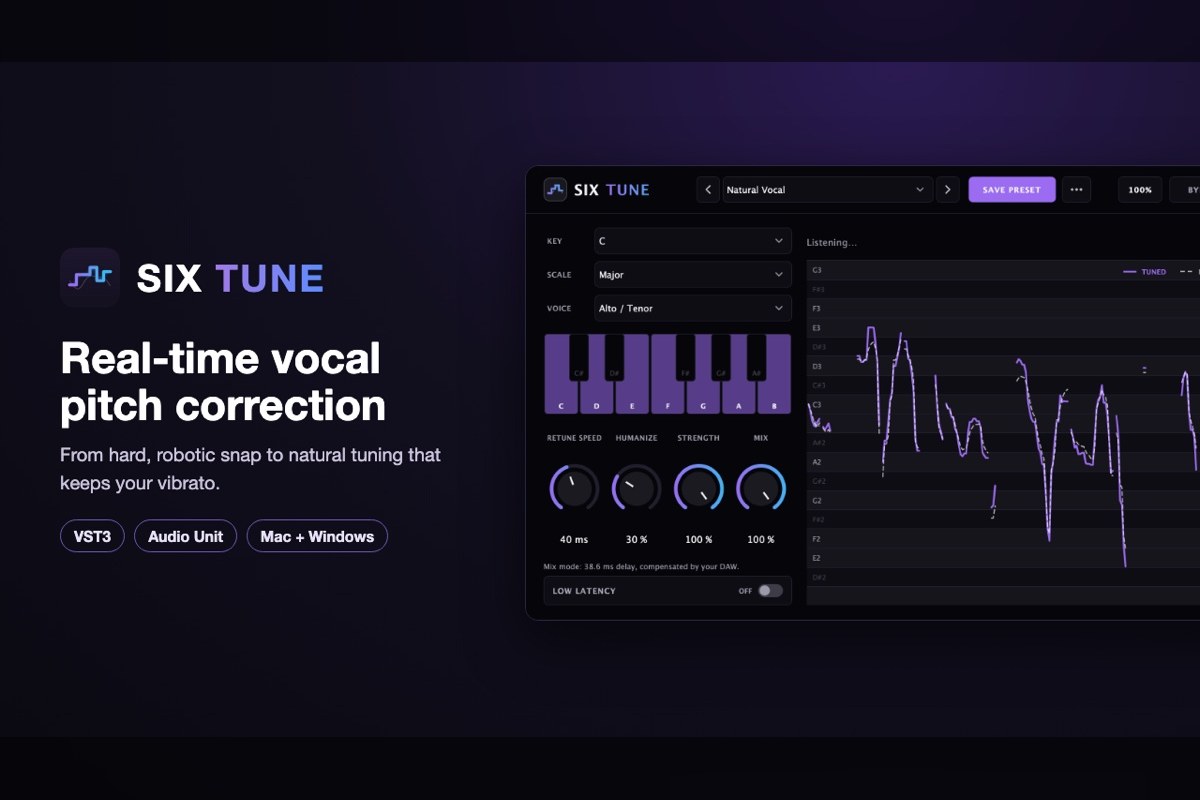 SIX TUNE
Real-time vocal
pitch correction
From hard, robotic snap to natural tuning that
keeps your vibrato.
VST3
Audio Unit
Mac + Windows
SIX TUNE
Natural Vocal
SAVE PRESET
100%
BY
KEY
C
SCALE
Major
VOICE
Alto / Tenor
C# D# F# G# A#
C D E F G A B
RETUNE SPEED HUMANIZE STRENGTH MIX
40 ms 30 % 100 % 100 %
Mix mode: 38.6 ms delay, compensated by your DAW.
LOW LATENCY
OFF
Listening...
TUNED
G3
F#3
F3
E3
D#3
D3
C#3
C3
A#2
A2
G#2
G2
F#2
F2
E2
D#2